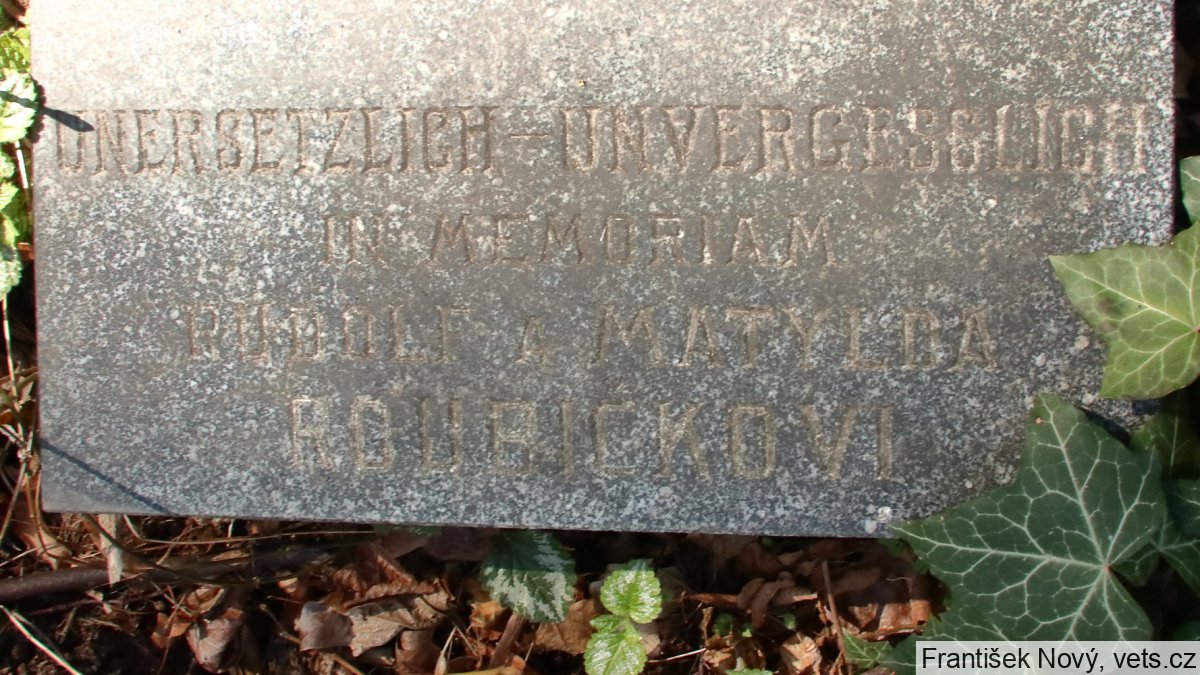 UNERSETZLICH - UNVERGESSLICH
IN MEMORIAM
RUDOLF A MATYLDA
ROUBIČKOVI
František Nový, vets.cz